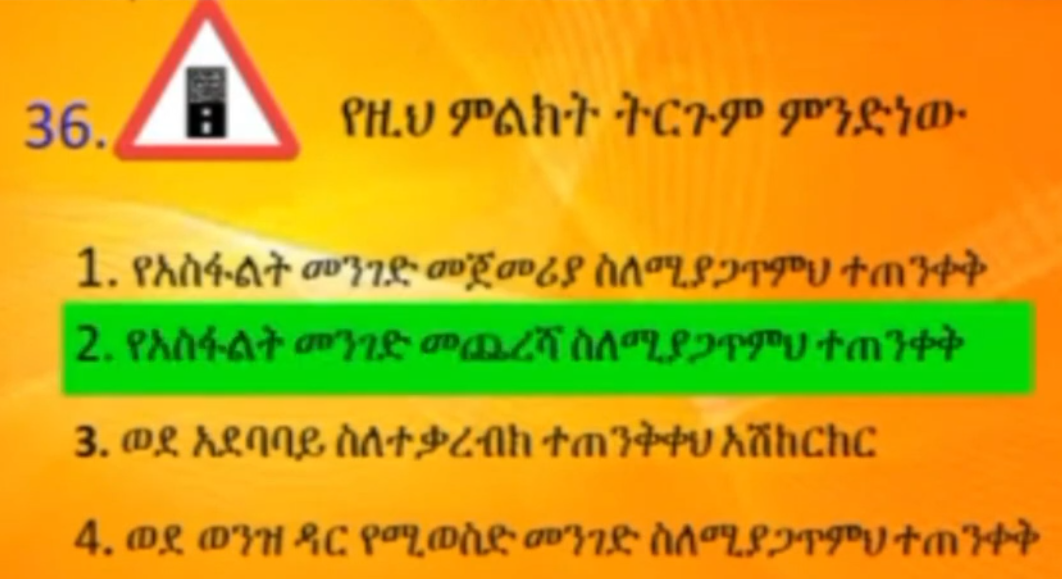 36. የዚህ ምልክት ትርጉም ምንድነው
1. የአስፋልት መንገድ መጀመሪያ ስለሚያጋጥምህ ተጠንቀቅ
2. የአስፋልት መንገድ መጨረሻ ስለሚያጋጥምህ ተጠንቀቅ
3. ወደ አደባባይ ስለተቃረብክ ተጠንቅቀህ አሽከርክር
4. ወደ ወንዝ ዳር የሚወስድ መንገድ ስለሚያጋጥምህ ተጠንቀቅ